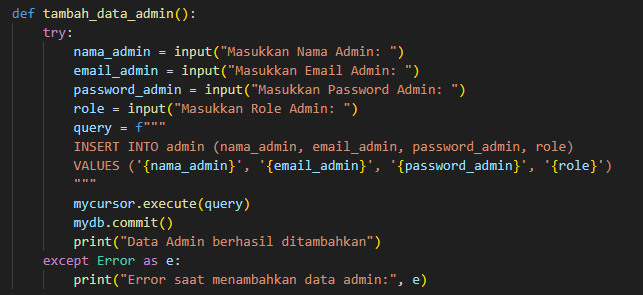 def tambah_data_admin():
    try:
        nama_admin = input("Masukkan Nama Admin: ")
        email_admin = input("Masukkan Email Admin: ")
        password_admin = input("Masukkan Password Admin: ")
        role = input("Masukkan Role Admin: ")
        query = f"""
        INSERT INTO admin (nama_admin, email_admin, password_admin, role)
        VALUES ('{nama_admin}', '{email_admin}', '{password_admin}', '{role}')
        """
        mycursor.execute(query)
        mydb.commit()
        print("Data Admin berhasil ditambahkan")
    except Error as e:
        print("Error saat menambahkan data admin:", e)